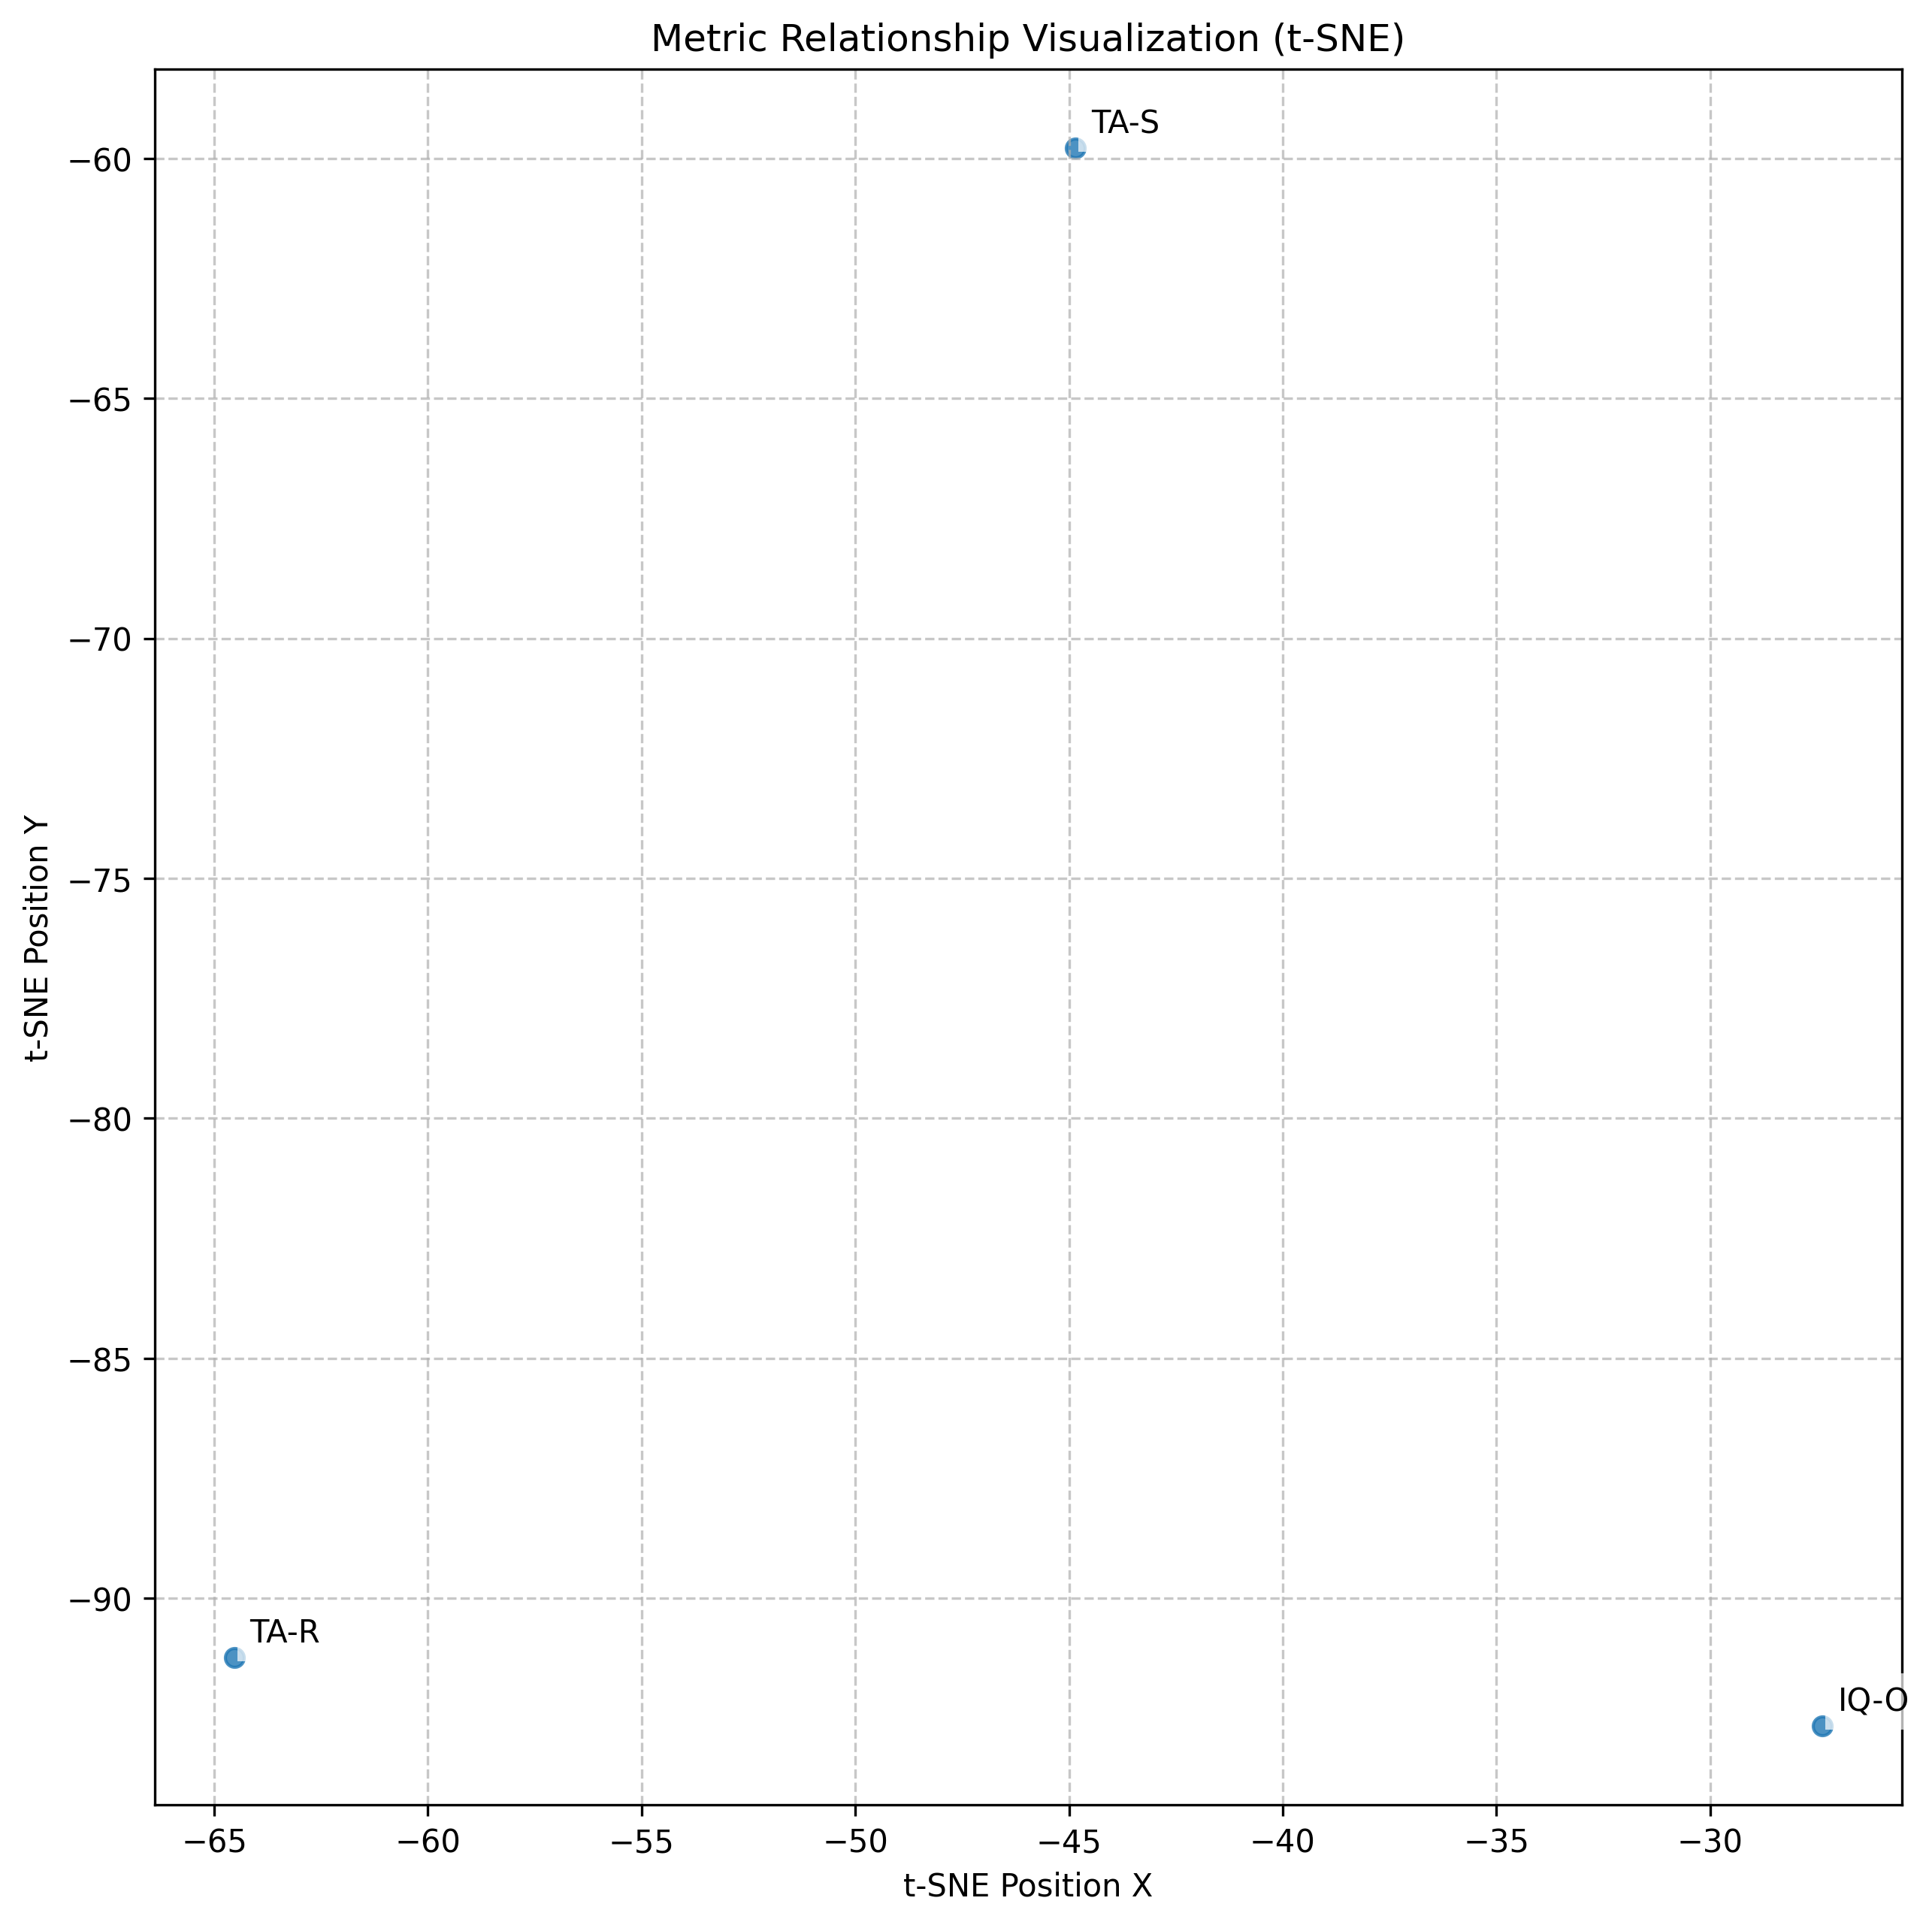 Metric Relationship Visualization (t-SNE)
TA-S
−60
−65
−70
−75
t-SNE Position Y
−80
−85
−90
TA-R
IQ-O
−65 −60 −55 −50 −45 −40 −35 −30
t-SNE Position X